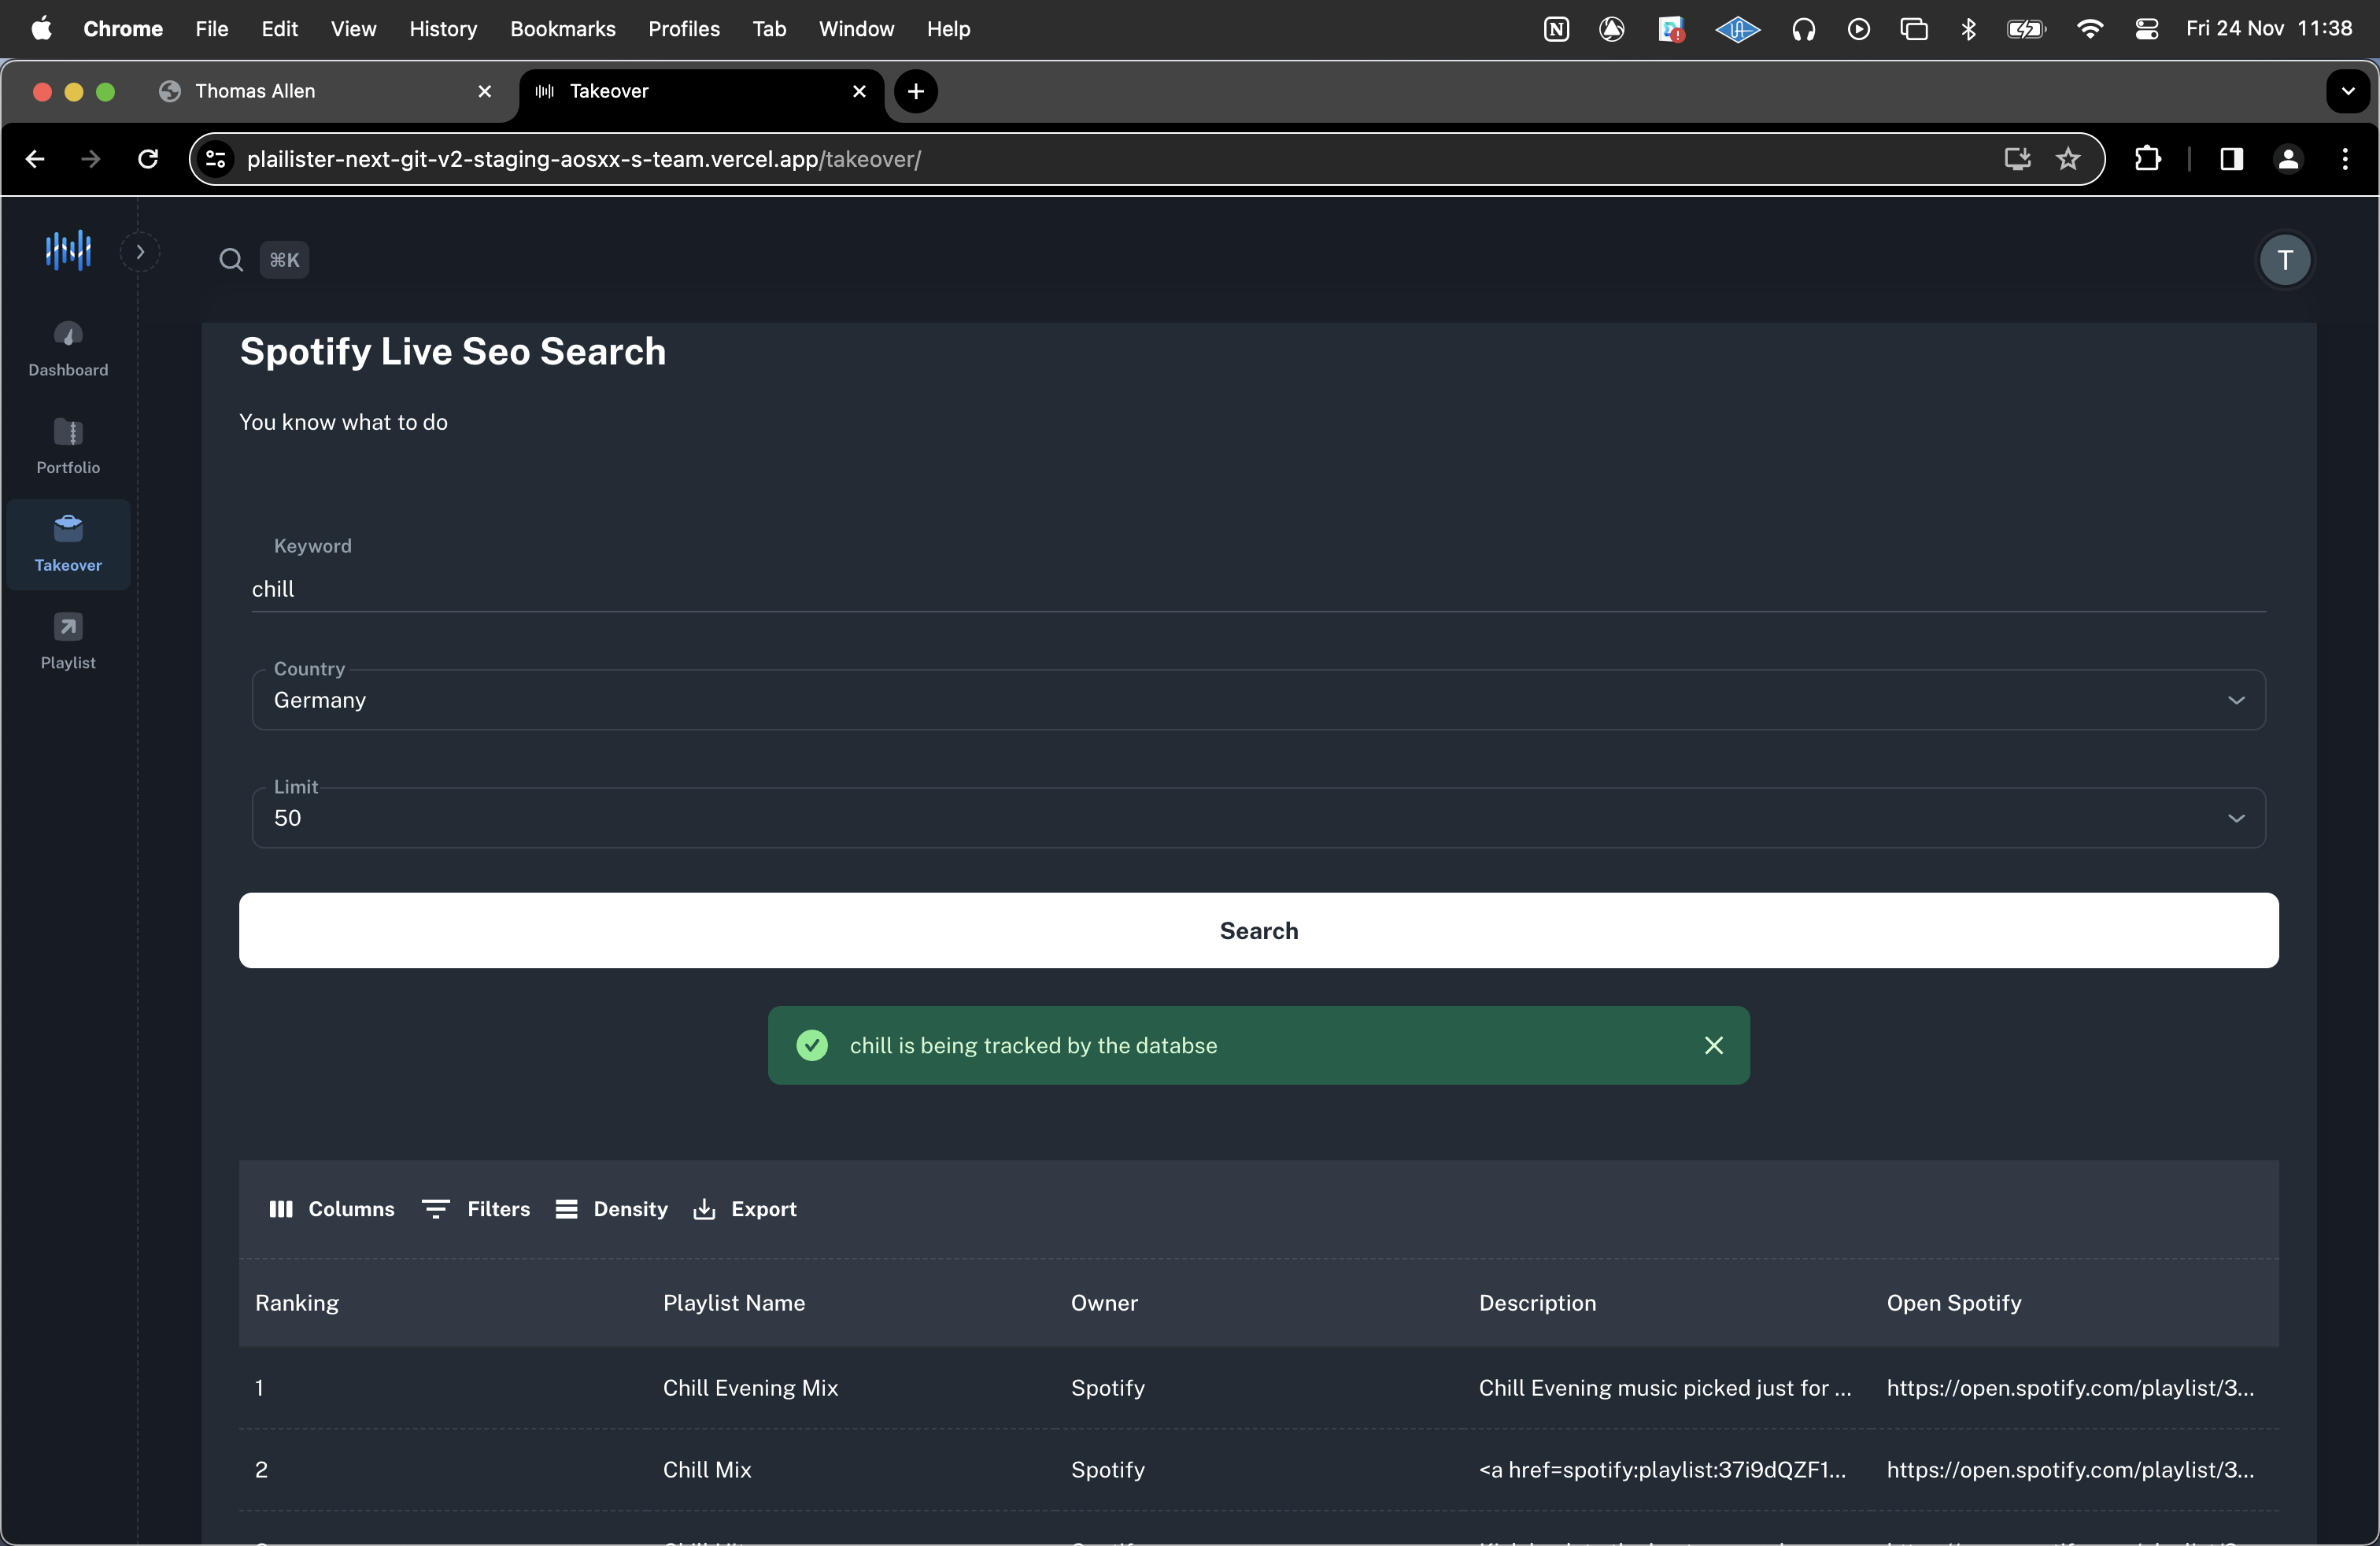 Chrome File Edit View History Bookmarks Profiles Tab Window Help Fri 24 Nov 11:38
Thomas Allen Takeover
plailister-next-git-v2-staging-aosxx-s-team.vercel.app/takeover/
⌘K T
Dashboard
Portfolio
Takeover
Playlist
Spotify Live Seo Search
You know what to do
Keyword
chill
Country
Germany
Limit
50
Search
chill is being tracked by the databse
Columns Filters Density Export
Ranking Playlist Name Owner Description Open Spotify
1 Chill Evening Mix Spotify Chill Evening music picked just for ... https://open.spotify.com/playlist/3...
2 Chill Mix Spotify <a href=spotify:playlist:37i9dQZF1... https://open.spotify.com/playlist/3...